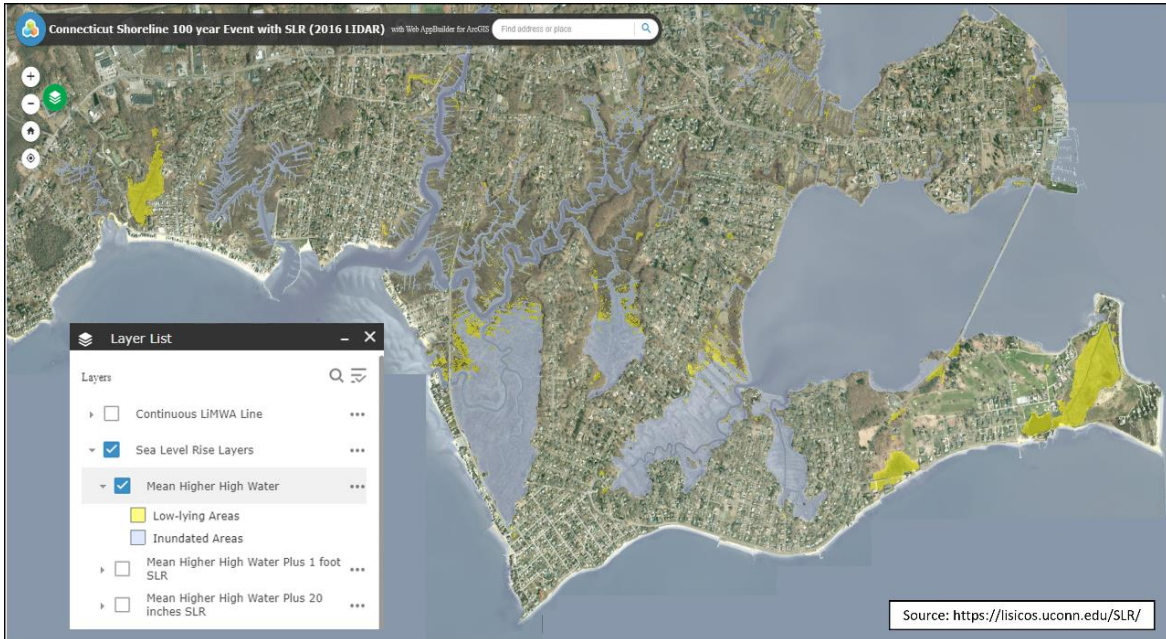 Connecticut Shoreline 100 year Event with SLR (2016 LIDAR) with Web AppBuilder for ArcGIS Find address or place
Layer List
Layers
Continuous LiMWA Line
Sea Level Rise Layers
Mean Higher High Water
Low-lying Areas
Inundated Areas
Mean Higher High Water Plus 1 foot
SLR
Mean Higher High Water Plus 20
inches SLR
Source: https://lisicos.uconn.edu/SLR/